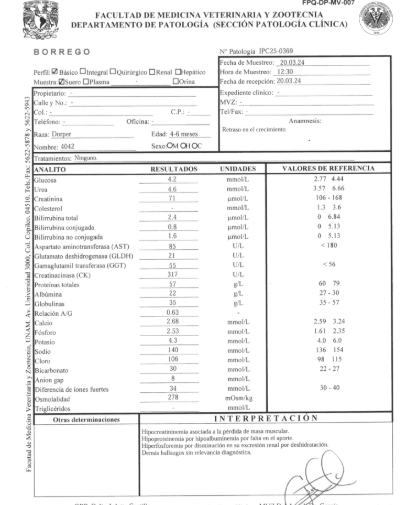 FPQ-DP-MV-007
FACULTAD DE MEDICINA VETERINARIA Y ZOOTECNIA
DEPARTAMENTO DE PATOLOGÍA (SECCIÓN PATOLOGÍA CLÍNICA)
BORREGO
N° Patología IPC25-0369
Fecha de Muestreo: 20.03.24
Perfil: Básico Integral Quirúrgico Renal Hepático
Hora de Muestreo: 12:30
Muestra: Suero Plasma Orina
Fecha de recepción: 20.03.24
Propietario: -
Expediente clínico: -
Calle y No.: -
MVZ: -
Col.: - C.P.: -
Tel/Fax: -
Teléfono: - Oficina: -
Anamnesis:
Retraso en el crecimiento
Raza: Dorper Edad: 4-6 meses
Nombre: 4042 Sexo: M H C
Tratamientos: Ninguno.
ANALITO RESULTADOS UNIDADES VALORES DE REFERENCIA
Glucosa 4.2 mmol/L 2.77 4.44
Urea 4.6 mmol/L 3.57 6.66
Creatinina 71 µmol/L 106 - 168
Colesterol - mmol/L 1.3 3.6
Bilirrubina total 2.4 µmol/L 0 6.84
Bilirrubina conjugada 0.8 µmol/L 0 5.13
Bilirrubina no conjugada 1.6 µmol/L 0 5.13
Aspartato aminotransferasa (AST) 85 U/L < 180
Glutamato deshidrogenasa (GLDH) 21 U/L
Gamaglutamil transferasa (GGT) 55 U/L < 56
Creatinacinasa (CK) 317 U/L
Proteínas totales 57 g/L 60 79
Albúmina 22 g/L 27 - 30
Globulinas 35 g/L 35 - 57
Relación A/G 0.63 -
Calcio 2.68 mmol/L 2.59 3.24
Fósforo 2.53 mmol/L 1.61 2.35
Potasio 4.3 mmol/L 4.0 6.0
Sodio 140 mmol/L 136 154
Cloro 106 mmol/L 98 115
Bicarbonato 30 mmol/L 22 - 27
Anion gap 8 mmol/L
Diferencia de iones fuertes 34 mmol/L 30 - 40
Osmolalidad 278 mOsm/kg
Triglicéridos - mmol/L
Otras determinaciones INTERPRETACIÓN
Hipocreatininemia asociada a la pérdida de masa muscular.
Hipoproteinemia por hipoalbuminemia por falta en el aporte.
Hiperfosforemia por disminución en su excreción renal por deshidratación.
Demás hallazgos sin relevancia diagnóstica.
Facultad de Medicina Veterinaria y Zootecnia, UNAM. Av. Universidad 3000, Col. Copilco, 04510. Tels./Fax: 5622-5878 y 5622-5943